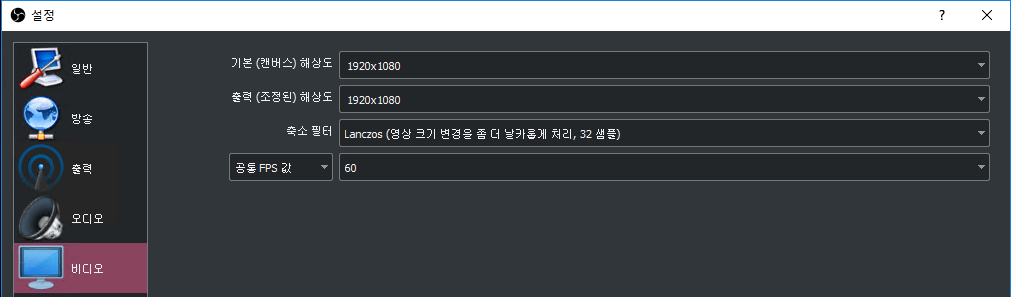 설정
?
일반
방송
출력
오디오
비디오
기본 (캔버스) 해상도 1920x1080
출력 (조정된) 해상도 1920x1080
축소 필터 Lanczos (영상 크기 변경을 좀 더 날카롭게 처리, 32 샘플)
공통 FPS 값 60